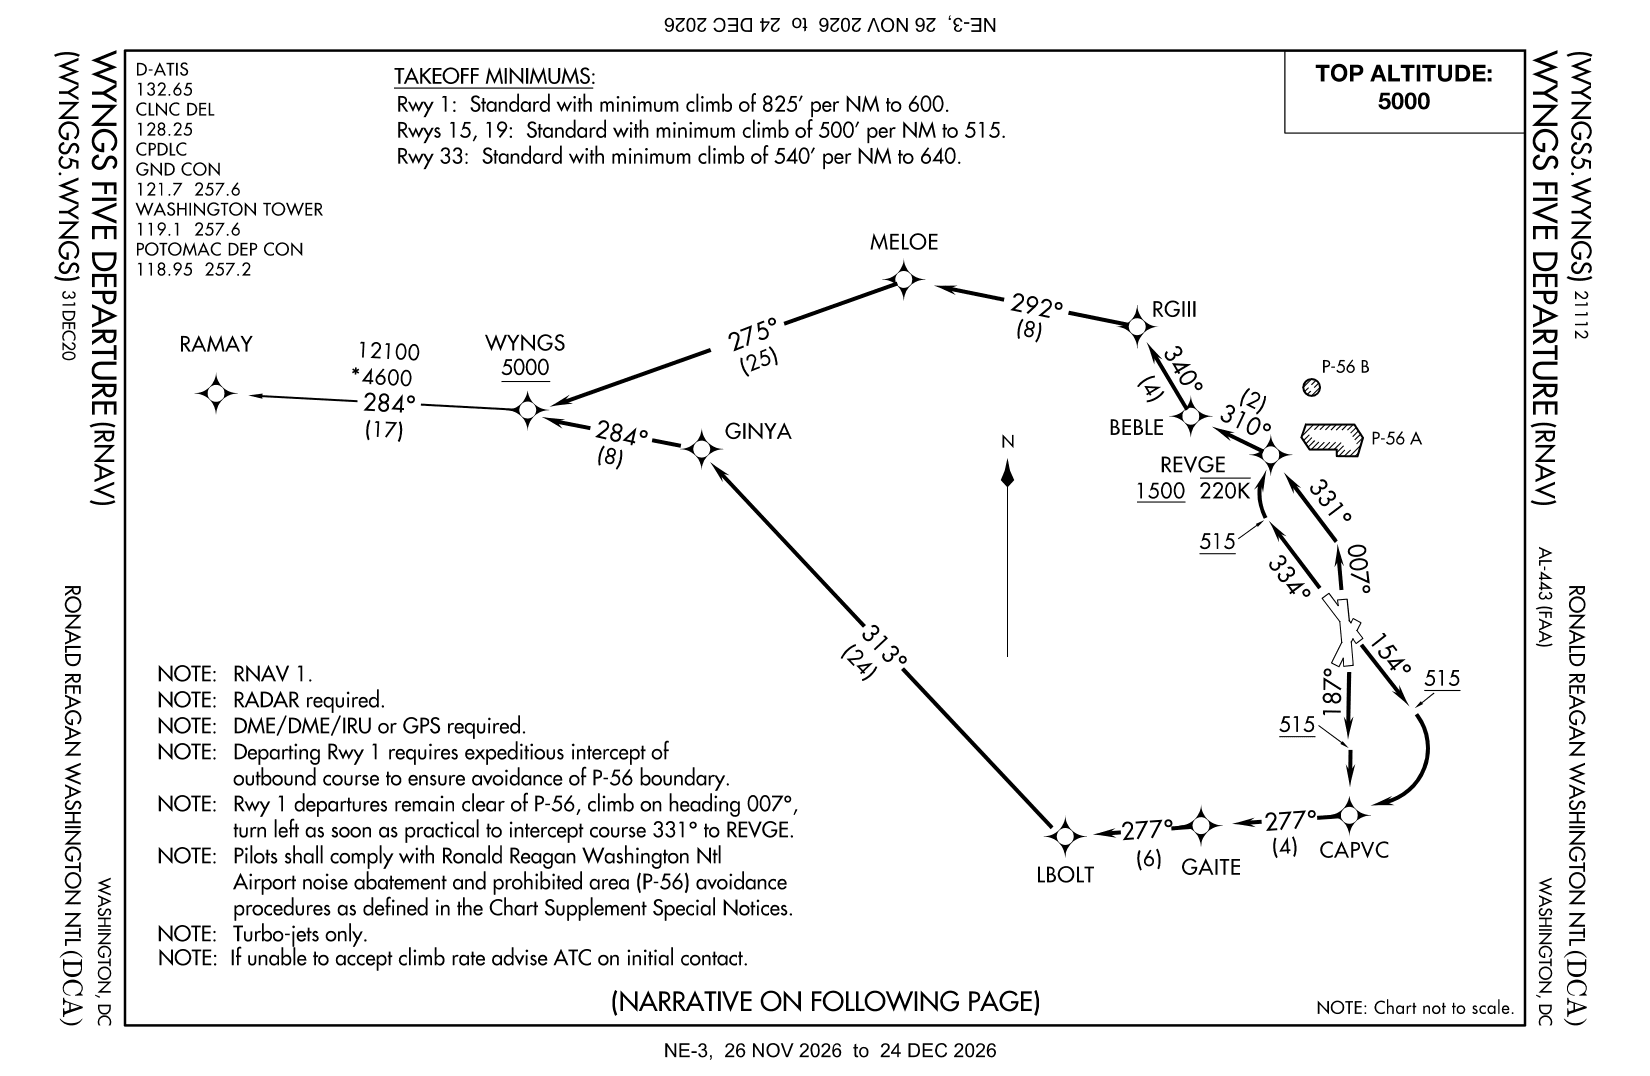 NE-3, 26 NOV 2026 to 24 DEC 2026
WYNGS FIVE DEPARTURE (RNAV)
(WYNGS5.WYNGS) 31DEC20
RONALD REAGAN WASHINGTON NTL (DCA)
WASHINGTON, DC
D-ATIS
132.65
CLNC DEL
128.25
CPDLC
GND CON
121.7 257.6
WASHINGTON TOWER
119.1 257.6
POTOMAC DEP CON
118.95 257.2
TAKEOFF MINIMUMS:
Rwy 1: Standard with minimum climb of 825’ per NM to 600.
Rwys 15, 19: Standard with minimum climb of 500’ per NM to 515.
Rwy 33: Standard with minimum climb of 540’ per NM to 640.
TOP ALTITUDE:
5000
MELOE
292°
(8)
RGIII
275°
(25)
RAMAY
12100
*4600
284°
(17)
WYNGS
5000
284°
(8)
GINYA
340°
(4)
BEBLE
(2)
310°
P-56 B
P-56 A
REVGE
1500 220K
N
331°
515
334°
007°
154°
515
187°
515
313°
(24)
277°
(6)
277°
(4)
LBOLT
GAITE
CAPVC
NOTE: RNAV 1.
NOTE: RADAR required.
NOTE: DME/DME/IRU or GPS required.
NOTE: Departing Rwy 1 requires expeditious intercept of
outbound course to ensure avoidance of P-56 boundary.
NOTE: Rwy 1 departures remain clear of P-56, climb on heading 007°,
turn left as soon as practical to intercept course 331° to REVGE.
NOTE: Pilots shall comply with Ronald Reagan Washington Ntl
Airport noise abatement and prohibited area (P-56) avoidance
procedures as defined in the Chart Supplement Special Notices.
NOTE: Turbo-jets only.
NOTE: If unable to accept climb rate advise ATC on initial contact.
(NARRATIVE ON FOLLOWING PAGE)
NOTE: Chart not to scale.
WYNGS FIVE DEPARTURE (RNAV)
(WYNGS5.WYNGS) 21112
AL-443 (FAA)
RONALD REAGAN WASHINGTON NTL (DCA)
WASHINGTON, DC
NE-3, 26 NOV 2026 to 24 DEC 2026